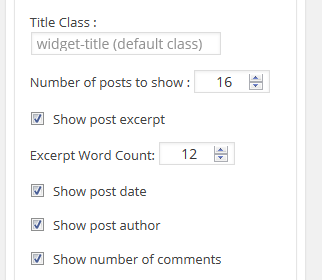 Title Class :
widget-title (default class)
Number of posts to show : 16
Show post excerpt
Excerpt Word Count: 12
Show post date
Show post author
Show number of comments